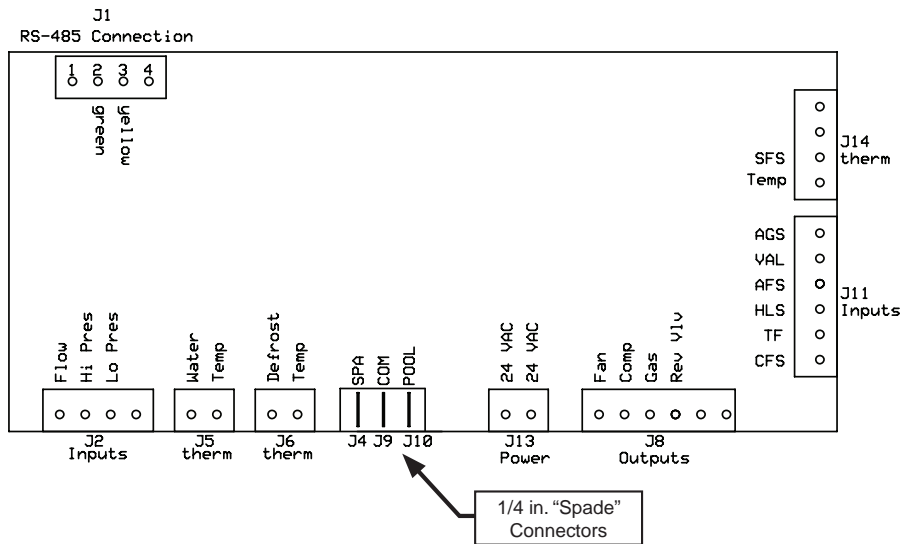 J1
RS-485 Connection
1 2 3 4
green
yellow
SFS
Temp
J14
therm
AGS
VAL
AFS
HLS
TF
CFS
J11
Inputs
Flow
Hi Pres
Lo Pres
Water
Temp
Defrost
Temp
SPA
COM
POOL
24 VAC
24 VAC
Fan
Comp
Gas
Rev Vlv
J2
Inputs
J5
therm
J6
therm
J4 J9 J10
J13
Power
J8
Outputs
1/4 in. “Spade”
Connectors